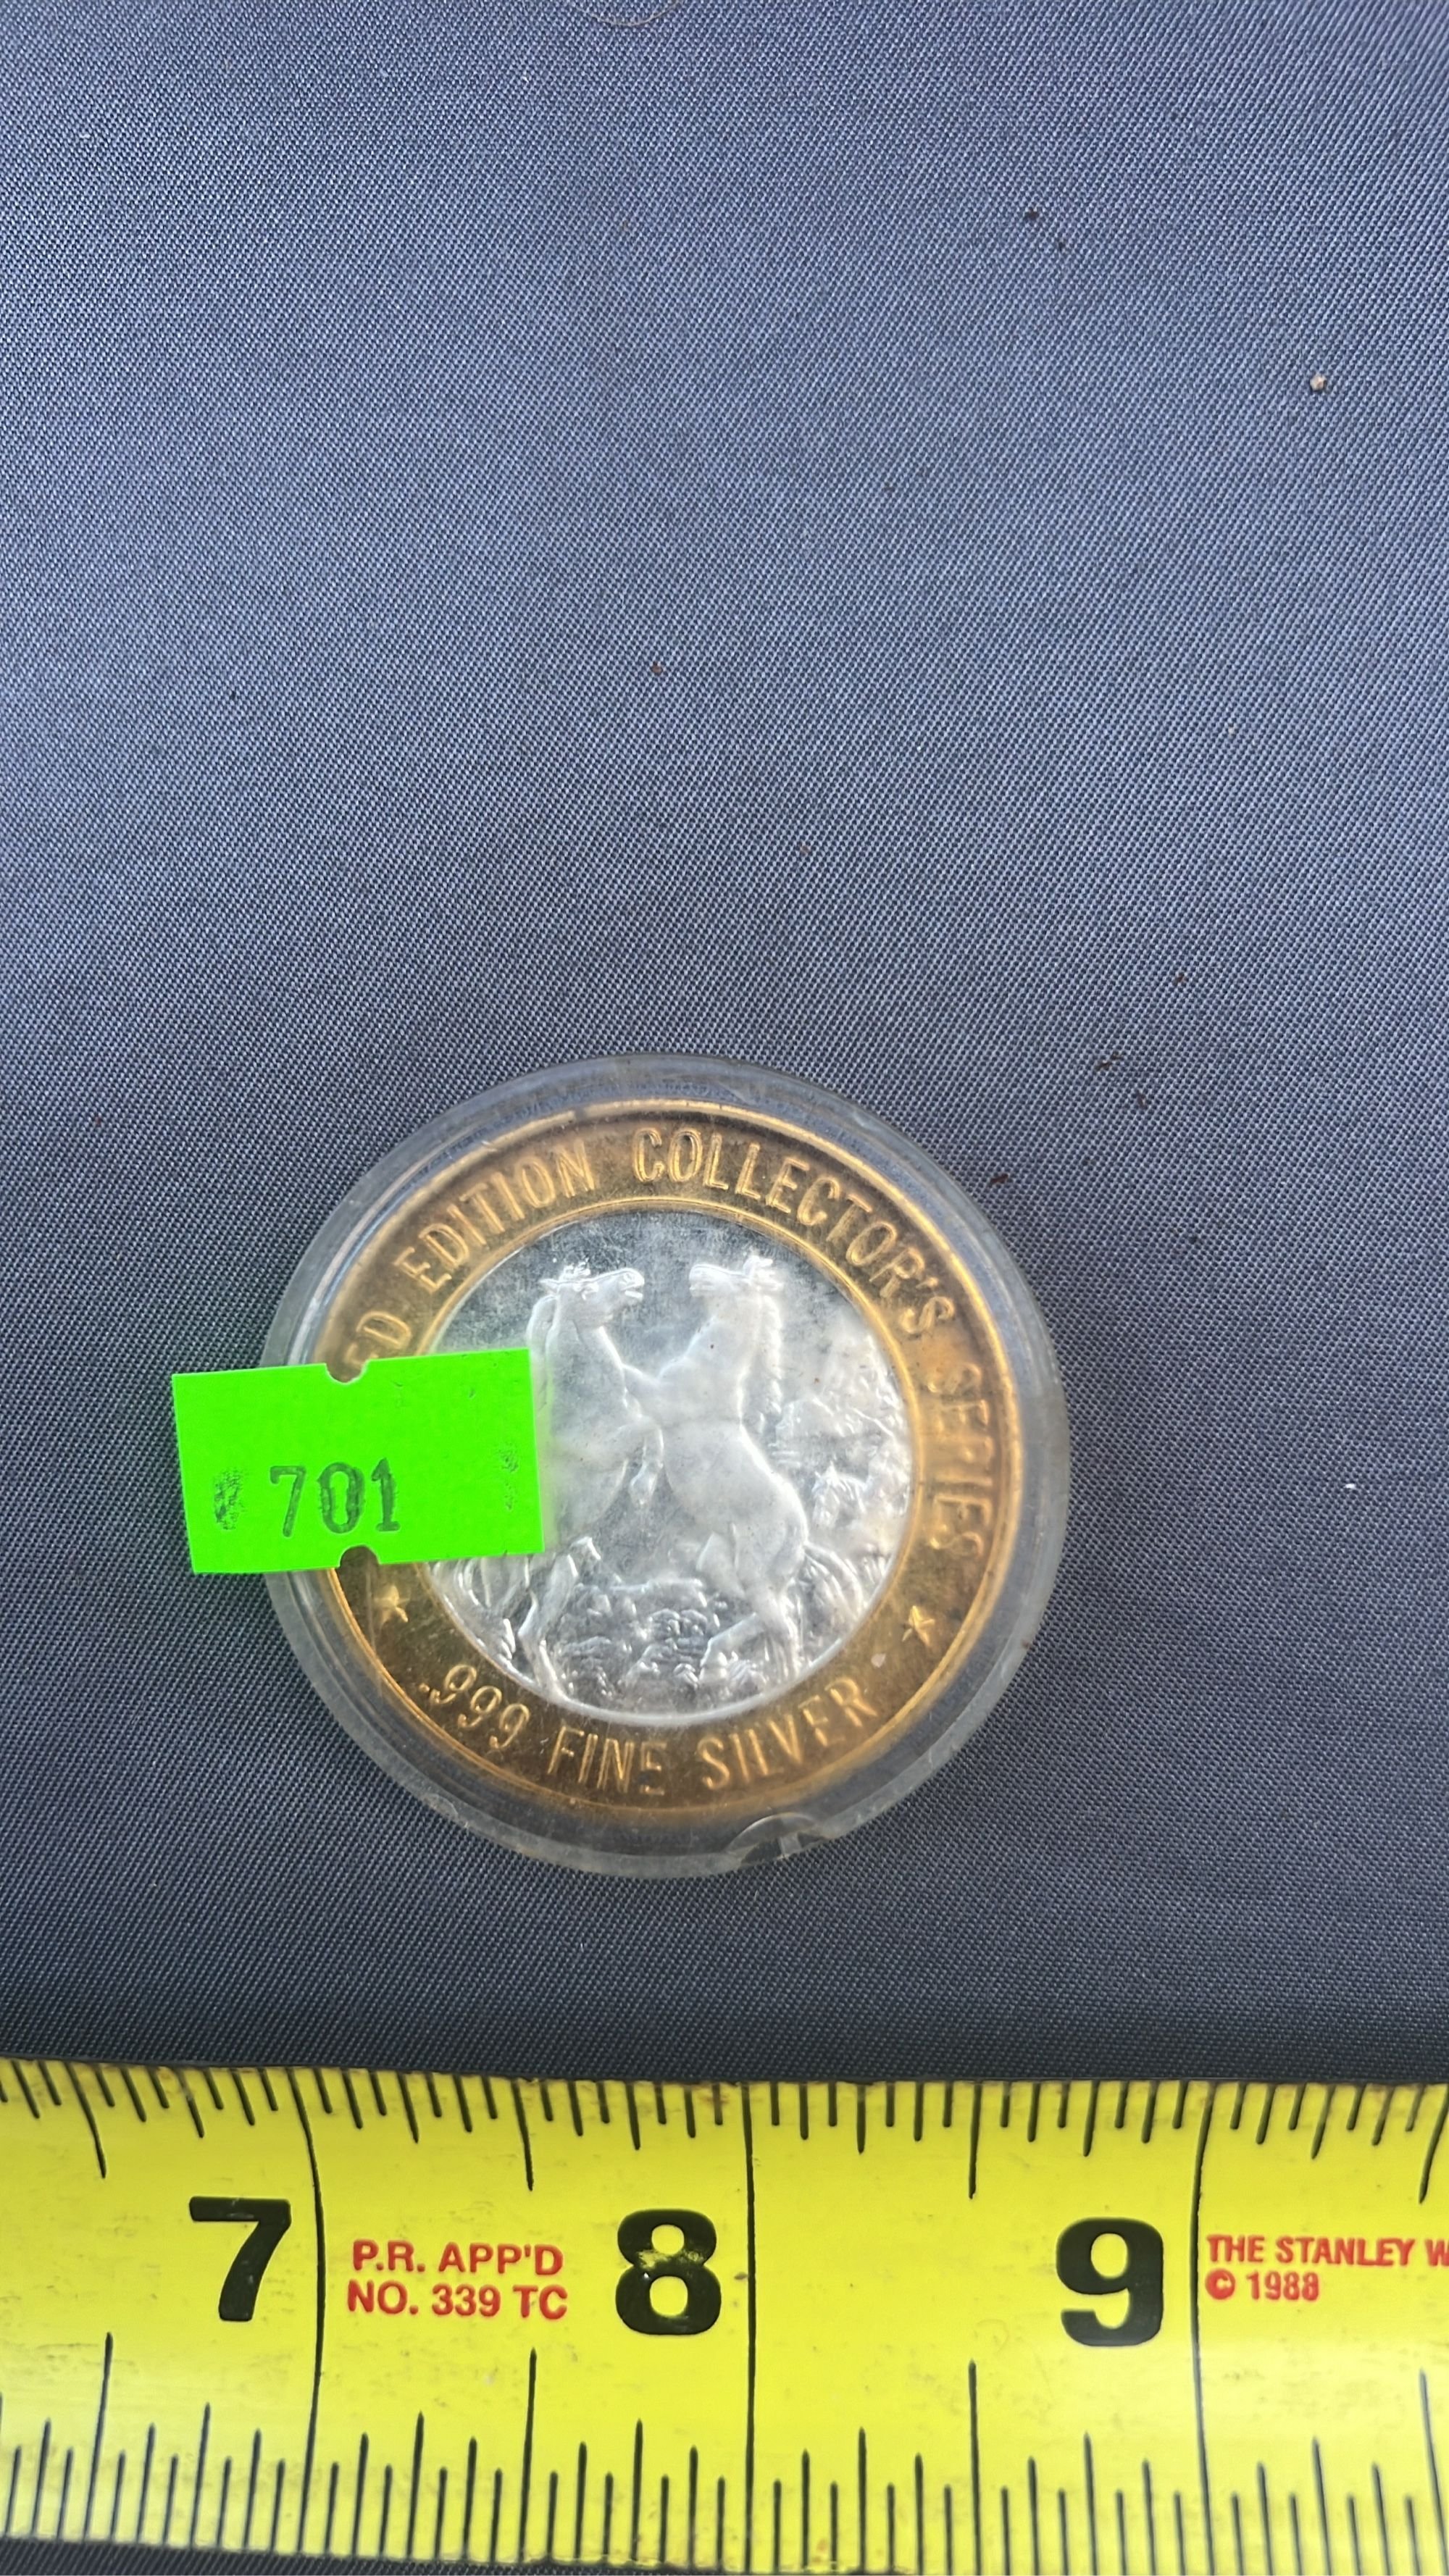 ED EDITION COLLECTOR'S SERIES
701
.999 FINE SILVER
7 8 9
P.R. APP'D
NO. 339 TC
THE STANLEY W
© 1988